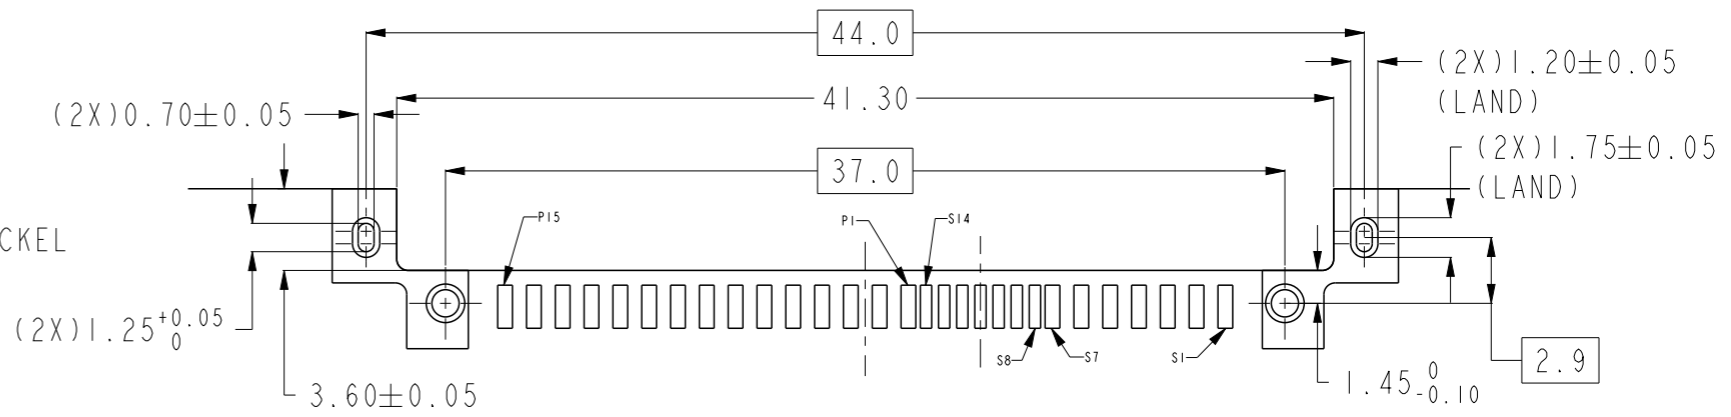 44.0
(2X)1.20±0.05
(LAND)
41.30
(2X)0.70±0.05
(2X)1.75±0.05
(LAND)
37.0
P15
P1
S14
CKEL
(2X)1.25+0.05 0
S8
S7
S1
2.9
1.45 0 -0.10
3.60±0.05